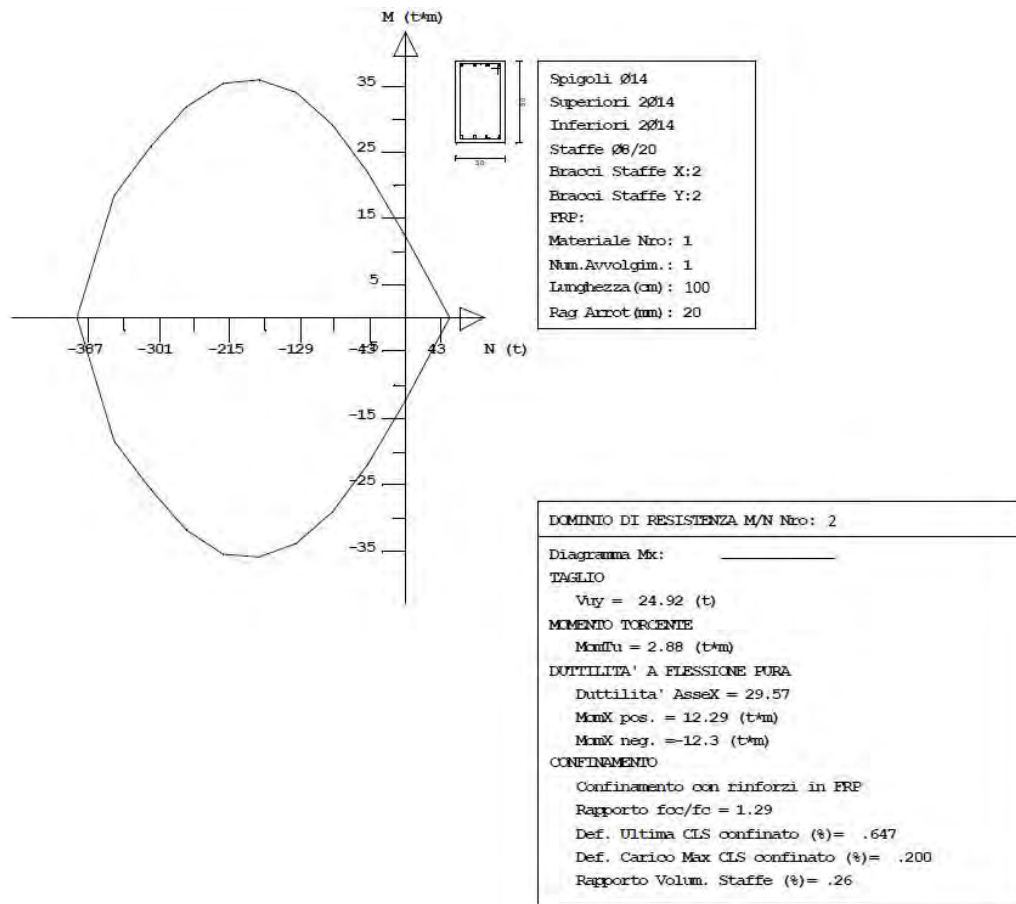 M (t*m)
35
25
15
5
-5
-15
-25
-35
-387
-301
-215
-129
-43
43
N (t)
30
Spigoli Ø14
Superiori 2Ø14
Inferiori 2Ø14
Staffe Ø8/20
Bracci Staffe X:2
Bracci Staffe Y:2
FRP:
Materiale Nro: 1
Num.Avvolgim.: 1
Lunghezza(cm): 100
Rag Arrot(mm): 20
DOMINIO DI RESISTENZA M/N Nro: 2
Diagramma Mx:
TAGLIO
Vuy = 24.92 (t)
MOMENTO TORCENTE
MomTu = 2.88 (t*m)
DUTTILITA' A FLESSIONE PURA
Duttilita' AsseX = 29.57
MomX pos. = 12.29 (t*m)
MomX neg. =-12.3 (t*m)
CONFINAMENTO
Confinamento con rinforzi in FRP
Rapporto fcc/fc = 1.29
Def. Ultima CLS confinato (%)= .647
Def. Carico Max CLS confinato (%)= .200
Rapporto Volum. Staffe (%)= .26